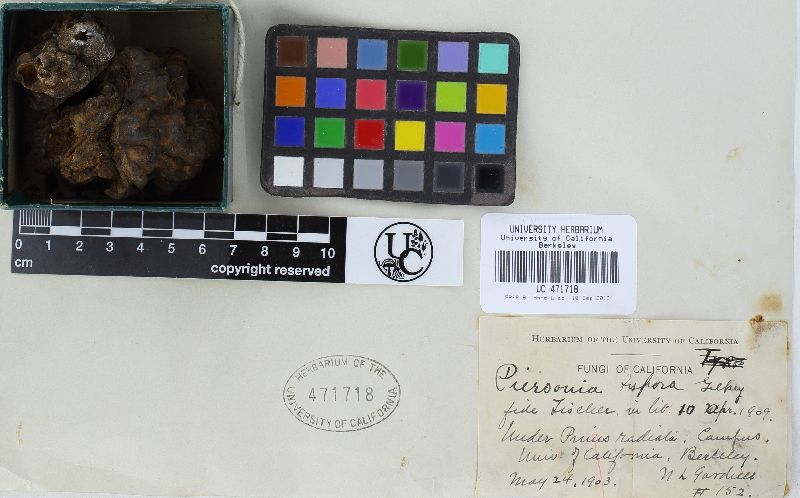 0 1 2 3 4 5 6 7 8 9 10
cm
copyright reserved
UC
UNIVERSITY HERBARIUM
University of California
Berkeley
UC 471718
HERBARIUM OF THE
471718
UNIVERSITY OF CALIFORNIA
HERBARIUM OF THE UNIVERSITY OF CALIFORNIA
Type
FUNGI OF CALIFORNIA
Piersonia
fide Fischer in lit. 10 Apr. 1909.
Under Pinus radiata, Campus,
Univ. of California, Berkeley.
May 24, 1903. N L Gardner
# 152.